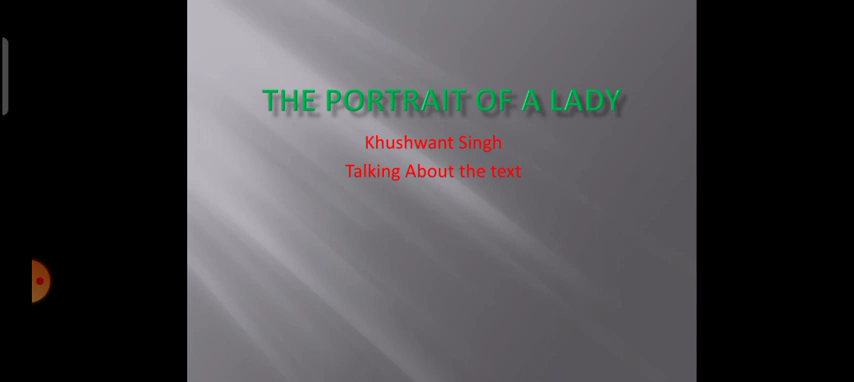 THE PORTRAIT OF A LADY
Khushwant Singh
Talking About the text